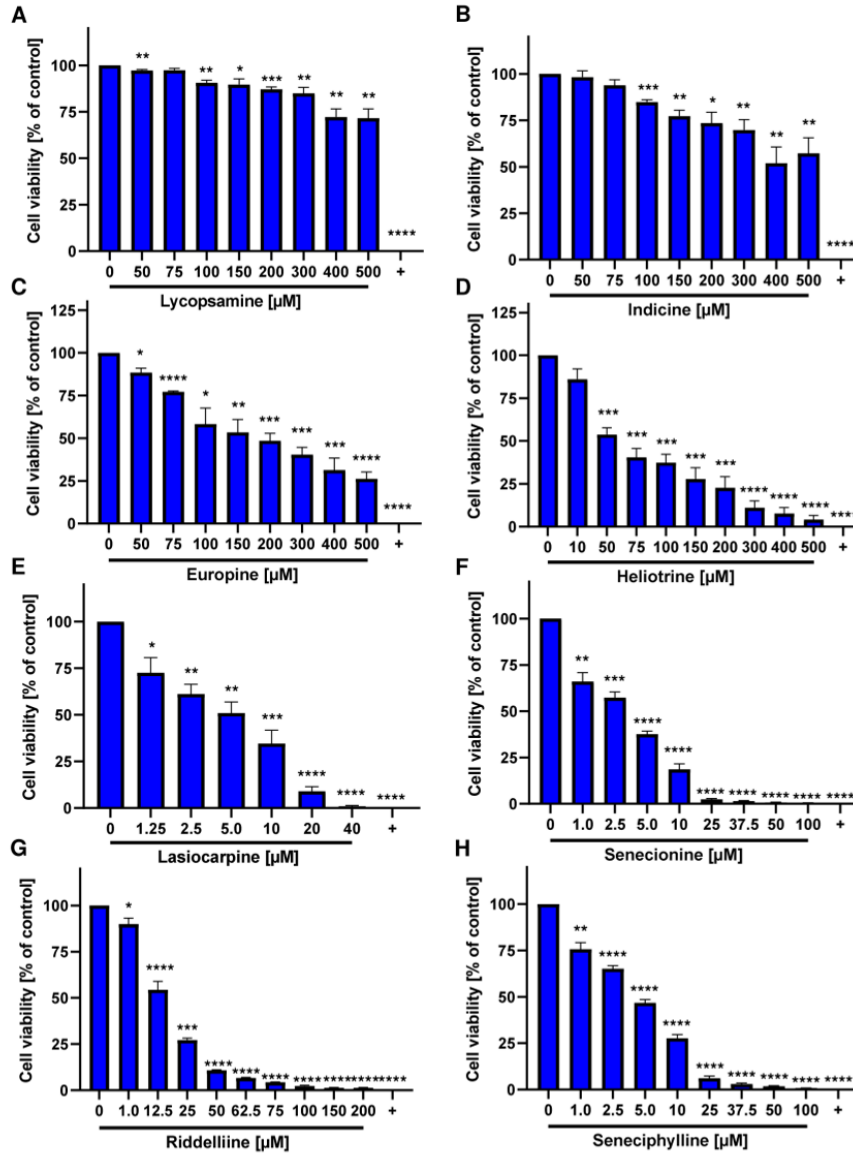 A
Cell viability [% of control]
100
75
50
25
0
** ** * *** ** ** ** ****
0 50 75 100 150 200 300 400 500 +
Lycopsamine [µM]
B
Cell viability [% of control]
100
75
50
25
0
*** ** * ** ** ** ****
0 50 75 100 150 200 300 400 500 +
Indicine [µM]
C
Cell viability [% of control]
125
100
75
50
25
0
* **** * ** *** *** *** **** ****
0 50 75 100 150 200 300 400 500 +
Europine [µM]
D
Cell viability [% of control]
125
100
75
50
25
0
*** *** *** *** *** **** **** **** ****
0 10 50 75 100 150 200 300 400 500 +
Heliotrine [µM]
E
Cell viability [% of control]
100
75
50
25
0
* ** ** *** **** **** ****
0 1.25 2.5 5.0 10 20 40 +
Lasiocarpine [µM]
F
Cell viability [% of control]
100
75
50
25
0
** *** **** **** **** **** **** **** ****
0 1.0 2.5 5.0 10 25 37.5 50 100 +
Senecionine [µM]
G
Cell viability [% of control]
100
75
50
25
0
* **** *** **** **** **** **** **** **** ****
0 1.0 12.5 25 50 62.5 75 100 150 200 +
Riddelliine [µM]
H
Cell viability [% of control]
100
75
50
25
0
** **** **** **** **** **** **** **** ****
0 1.0 2.5 5.0 10 25 37.5 50 100 +
Seneciphylline [µM]